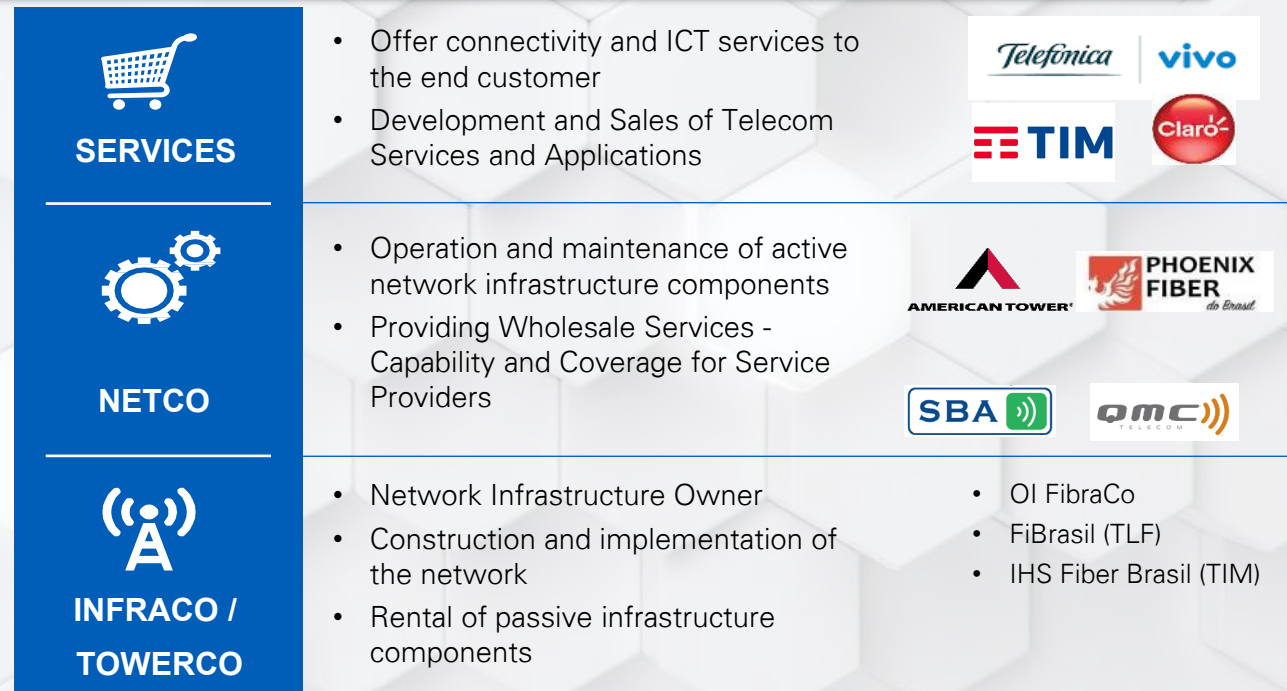 SERVICES
• Offer connectivity and ICT services to
the end customer
• Development and Sales of Telecom
Services and Applications
Telefónica
vivo
TIM
Claro
NETCO
• Operation and maintenance of active
network infrastructure components
• Providing Wholesale Services -
Capability and Coverage for Service
Providers
AMERICAN TOWER®
PHOENIX
FIBER
do Brasil
SBA
QMC
TELECOM
INFRACO /
TOWERCO
• Network Infrastructure Owner
• Construction and implementation of
the network
• Rental of passive infrastructure
components
• OI FibraCo
• FiBrasil (TLF)
• IHS Fiber Brasil (TIM)